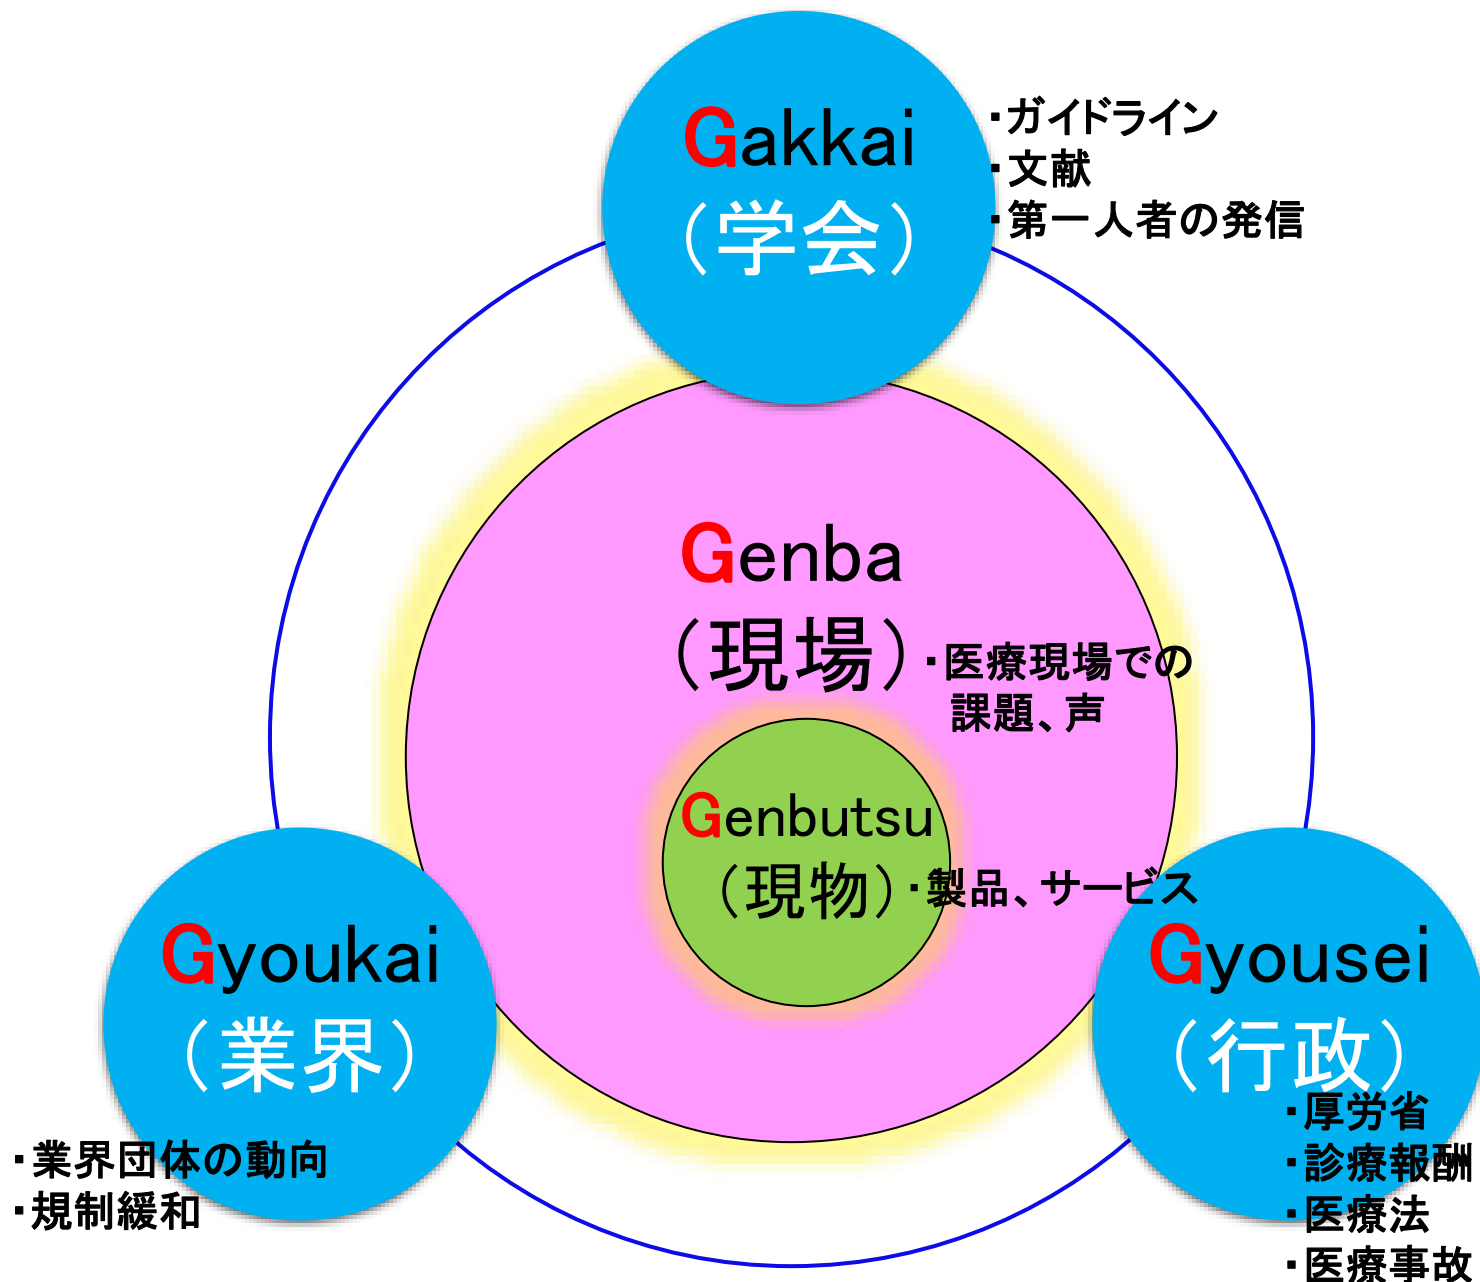 Gakkai
（学会）
・ガイドライン
・文献
・第一人者の発信
Genba
（現場）
・医療現場での
課題、声
Genbutsu
（現物）
・製品、サービス
Gyoukai
（業界）
・業界団体の動向
・規制緩和
Gyousei
（行政）
・厚労省
・診療報酬
・医療法
・医療事故